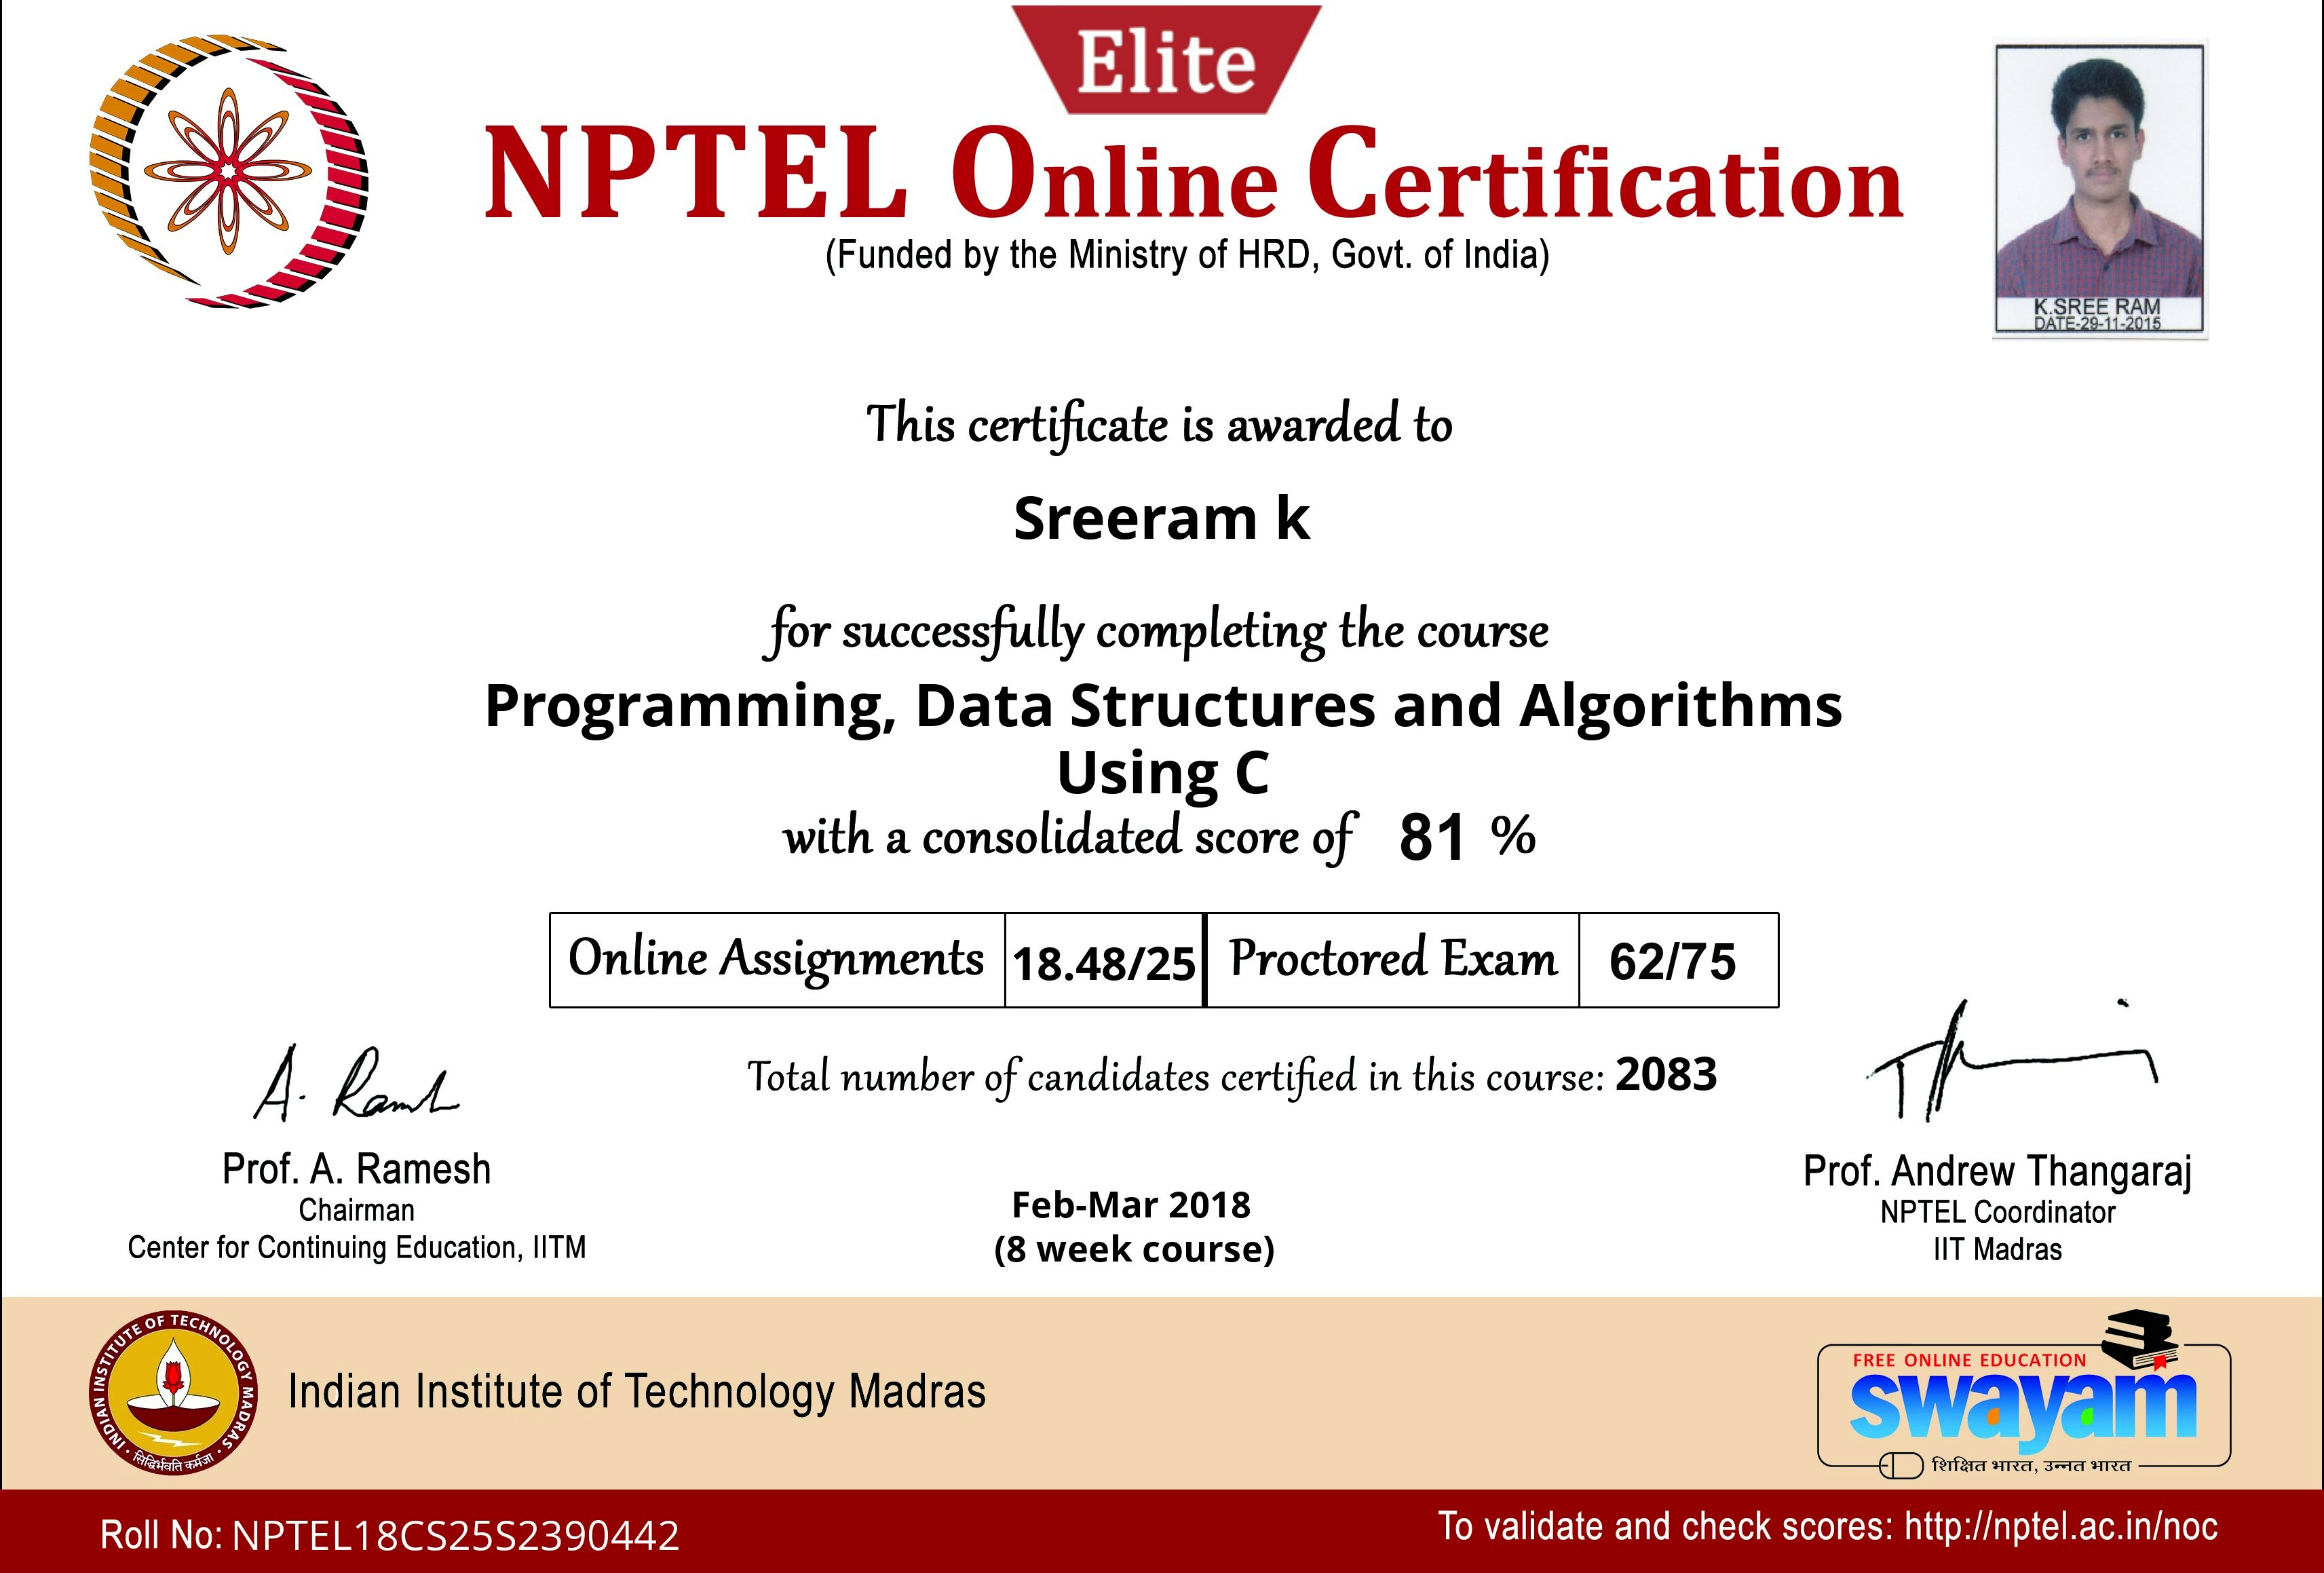 Elite
NPTEL Online Certification
(Funded by the Ministry of HRD, Govt. of India)
K.SREE RAM
DATE-29-11-2015
This certificate is awarded to
Sreeram k
for successfully completing the course
Programming, Data Structures and Algorithms
Using C
with a consolidated score of 81 %
Online Assignments 18.48/25 Proctored Exam 62/75
Total number of candidates certified in this course: 2083
Prof. A. Ramesh
Chairman
Center for Continuing Education, IITM
Feb-Mar 2018
(8 week course)
Prof. Andrew Thangaraj
NPTEL Coordinator
IIT Madras
INDIAN INSTITUTE OF TECHNOLOGY MADRAS
सिद्धिर्भवति कर्मजा
Indian Institute of Technology Madras
FREE ONLINE EDUCATION
swayam
शिक्षित भारत, उन्नत भारत
Roll No: NPTEL18CS25S2390442
To validate and check scores: http://nptel.ac.in/noc